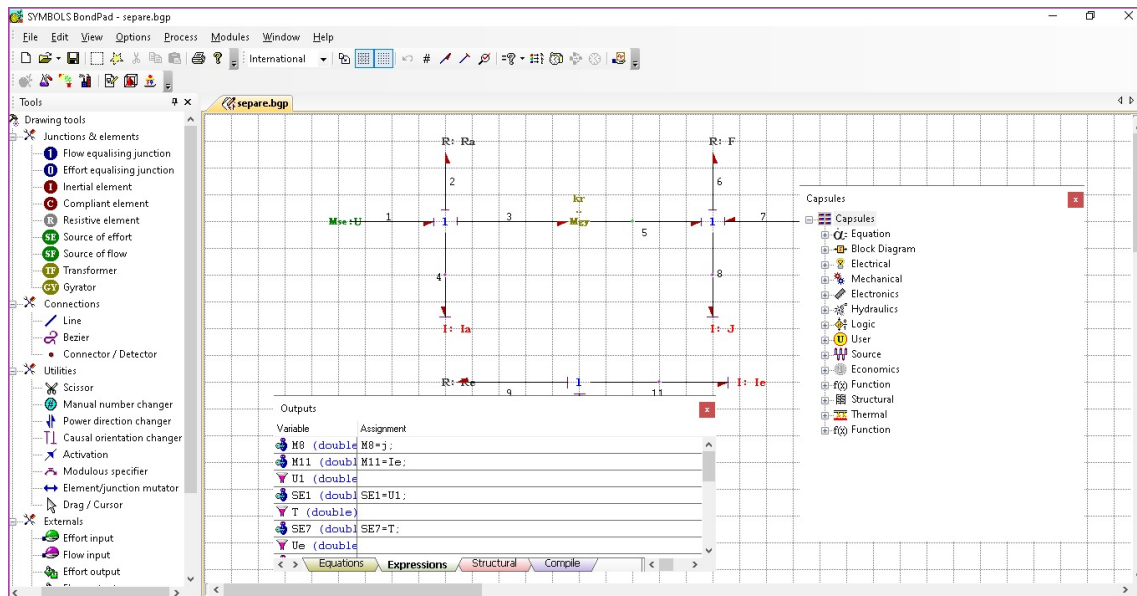 SYMBOLS BondPad - separe.bgp
File Edit View Options Process Modules Window Help
International
Tools
separe.bgp
Drawing tools
Junctions & elements
1 Flow equalising junction
0 Effort equalising junction
I Inertial element
C Compliant element
R Resistive element
SE Source of effort
SF Source of flow
TF Transformer
GY Gyrator
Connections
Line
Bezier
Connector / Detector
Utilities
Scissor
Manual number changer
Power direction changer
Causal orientation changer
Activation
Modulous specifier
Element/junction mutator
Drag / Cursor
Externals
Effort input
Flow input
Effort output
R: Ra
R: F
2
6
kr
Mse:U 1 1 3 Mgy 5 1 7
4
8
I: Ia
I: J
R: Re 1 I: Ie
9 11
Capsules
Capsules
Equation
Block Diagram
Electrical
Mechanical
Electronics
Hydraulics
Logic
User
Source
Economics
f(x) Function
Structural
Thermal
f(x) Function
Outputs
Variable Assignment
M8 (double M8=j;
M11 (doubl M11=Ie;
U1 (double
SE1 (doubl SE1=U1;
T (double)
SE7 (doubl SE7=T;
Ue (double
Equations Expressions Structural Compile